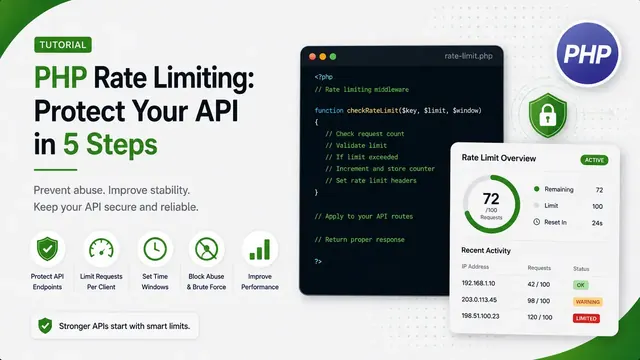 TUTORIAL
PHP Rate Limiting:
Protect Your API
in 5 Steps
Prevent abuse. Improve stability.
Keep your API secure and reliable.
Protect API
Endpoints
Limit Requests
Per Client
Set Time
Windows
Block Abuse
& Brute Force
Improve
Performance
Stronger APIs start with smart limits.
rate-limit.php
<?php
// Rate limiting middleware
function checkRateLimit($key, $limit, $window)
{
// Check request count
// Validate limit
// If limit exceeded
// Increment and store counter
// Set rate limit headers
}
// Apply to your API routes
// Return proper response
?>
PHP
Rate Limit Overview
ACTIVE
72
/100
Requests
Remaining 72
Limit 100
Reset In 24s
Recent Activity
IP Address Requests Status
192.168.1.10 42 / 100 OK
203.0.113.45 98 / 100 WARNING
198.51.100.23 120 / 100 LIMITED